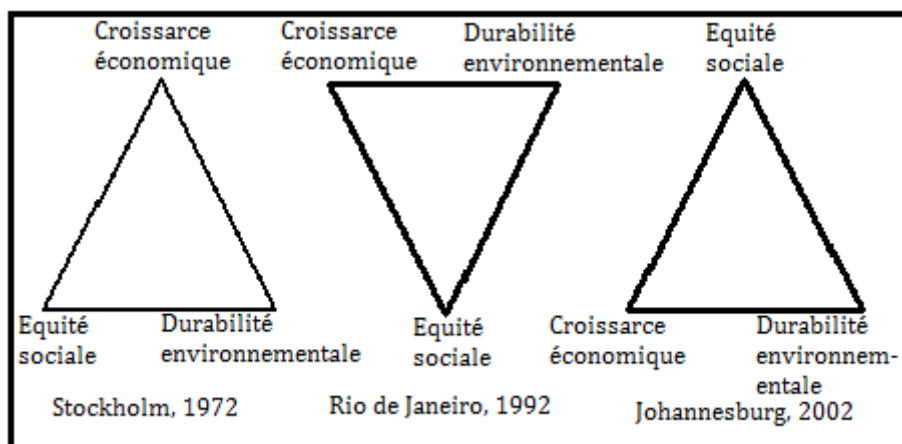 Croissarce
économique
Equité
sociale
Durabilité
environnementale
Stockholm, 1972
Croissarce
économique
Durabilité
environnementale
Equité
sociale
Rio de Janeiro, 1992
Equité
sociale
Croissarce
économique
Durabilité
environnem-
entale
Johannesburg, 2002